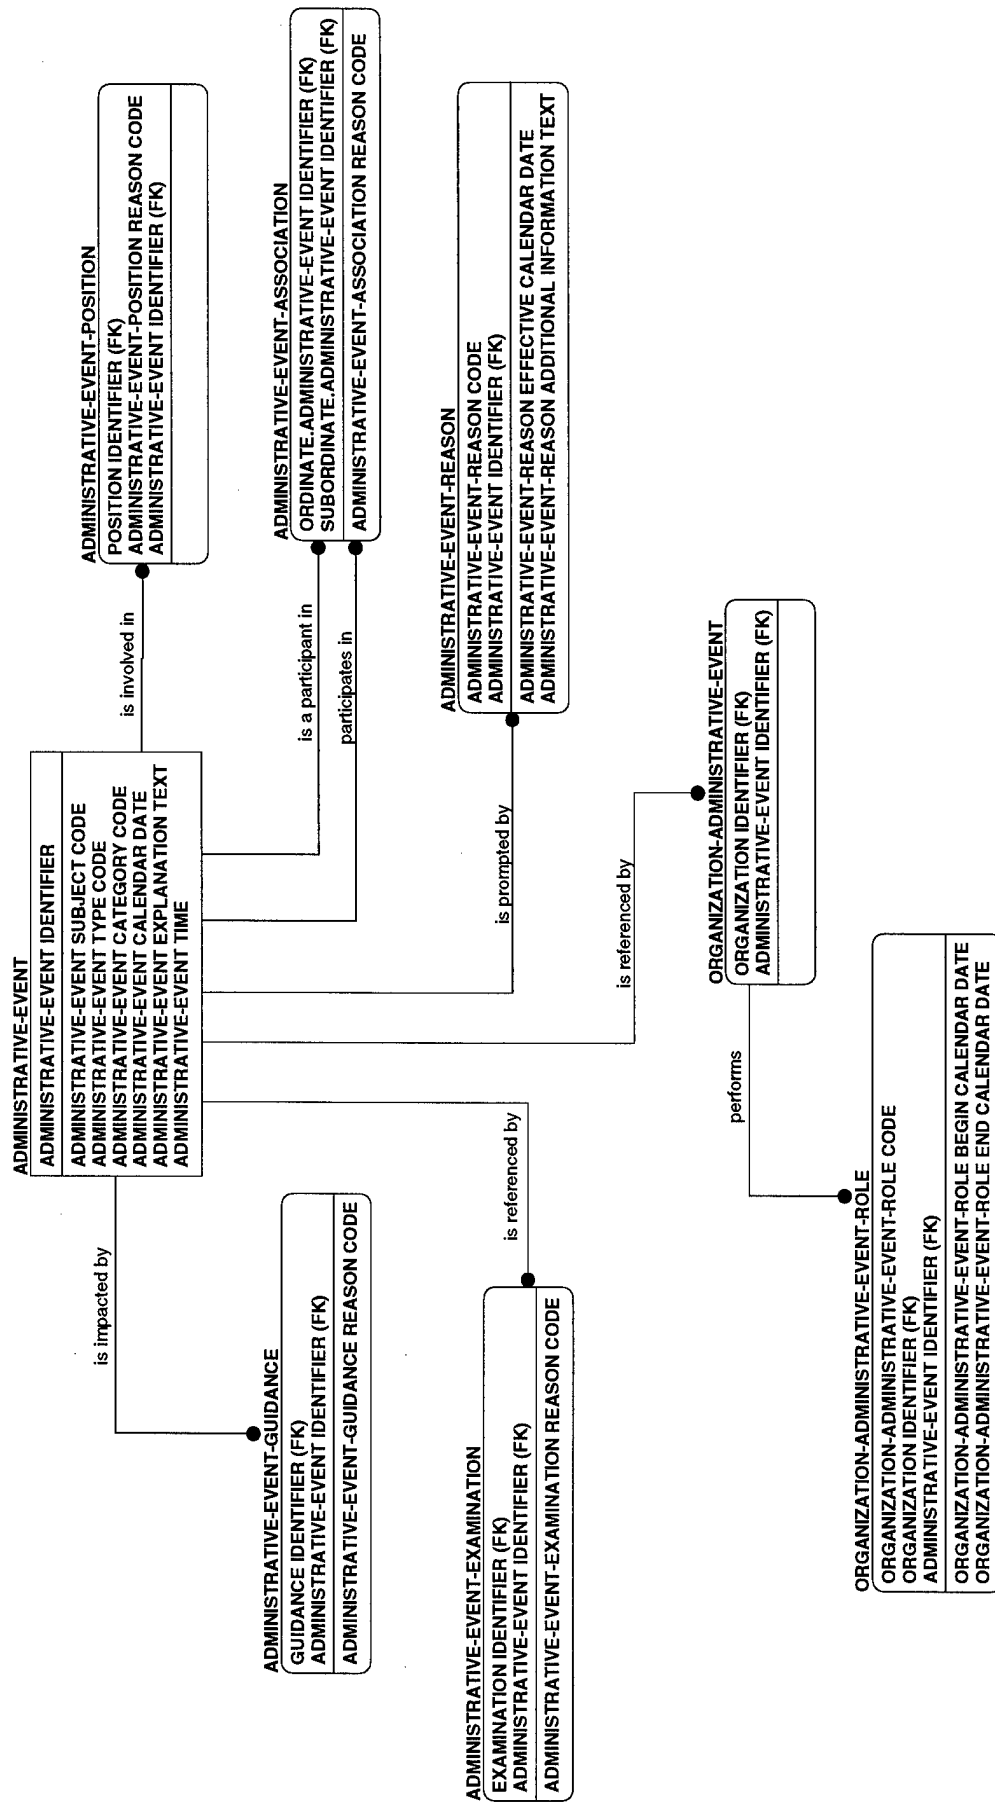 ADMINISTRATIVE-EVENT
ADMINISTRATIVE-EVENT IDENTIFIER
ADMINISTRATIVE-EVENT SUBJECT CODE
ADMINISTRATIVE-EVENT TYPE CODE
ADMINISTRATIVE-EVENT CATEGORY CODE
ADMINISTRATIVE-EVENT CALENDAR DATE
ADMINISTRATIVE-EVENT EXPLANATION TEXT
ADMINISTRATIVE-EVENT TIME
is impacted by
ADMINISTRATIVE-EVENT-GUIDANCE
GUIDANCE IDENTIFIER (FK)
ADMINISTRATIVE-EVENT IDENTIFIER (FK)
ADMINISTRATIVE-EVENT-GUIDANCE REASON CODE
is involved in
ADMINISTRATIVE-EVENT-POSITION
POSITION IDENTIFIER (FK)
ADMINISTRATIVE-EVENT-POSITION REASON CODE
ADMINISTRATIVE-EVENT IDENTIFIER (FK)
is a participant in
participates in
ADMINISTRATIVE-EVENT-ASSOCIATION
ORDINATE.ADMINISTRATIVE-EVENT IDENTIFIER (FK)
SUBORDINATE.ADMINISTRATIVE-EVENT IDENTIFIER (FK)
ADMINISTRATIVE-EVENT-ASSOCIATION REASON CODE
is referenced by
ADMINISTRATIVE-EVENT-EXAMINATION
EXAMINATION IDENTIFIER (FK)
ADMINISTRATIVE-EVENT IDENTIFIER (FK)
ADMINISTRATIVE-EVENT-EXAMINATION REASON CODE
is prompted by
ADMINISTRATIVE-EVENT-REASON
ADMINISTRATIVE-EVENT-REASON CODE
ADMINISTRATIVE-EVENT IDENTIFIER (FK)
ADMINISTRATIVE-EVENT-REASON EFFECTIVE CALENDAR DATE
ADMINISTRATIVE-EVENT-REASON ADDITIONAL INFORMATION TEXT
is referenced by
ORGANIZATION-ADMINISTRATIVE-EVENT
ORGANIZATION IDENTIFIER (FK)
ADMINISTRATIVE-EVENT IDENTIFIER (FK)
performs
ORGANIZATION-ADMINISTRATIVE-EVENT-ROLE
ORGANIZATION-ADMINISTRATIVE-EVENT-ROLE CODE
ORGANIZATION IDENTIFIER (FK)
ADMINISTRATIVE-EVENT IDENTIFIER (FK)
ORGANIZATION-ADMINISTRATIVE-EVENT-ROLE BEGIN CALENDAR DATE
ORGANIZATION-ADMINISTRATIVE-EVENT-ROLE END CALENDAR DATE